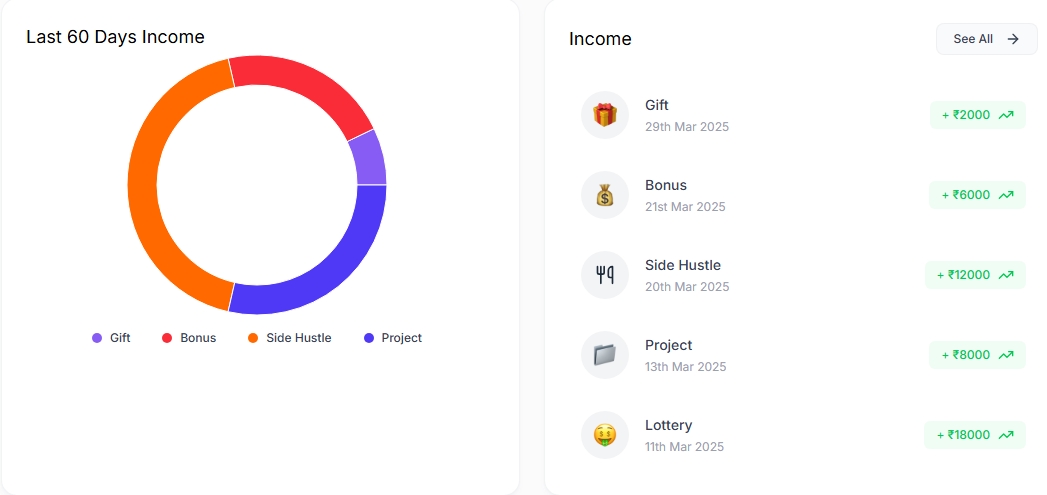 Last 60 Days Income
Gift
Bonus
Side Hustle
Project
Income
See All
Gift
29th Mar 2025
+ ₹2000
Bonus
21st Mar 2025
+ ₹6000
Side Hustle
20th Mar 2025
+ ₹12000
Project
13th Mar 2025
+ ₹8000
Lottery
11th Mar 2025
+ ₹18000